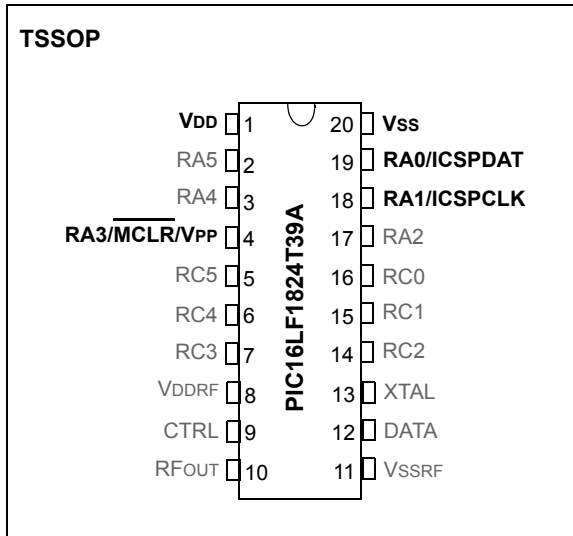 TSSOP
VDD 1 20 VSS
RA5 2 19 RA0/ICSPDAT
RA4 3 18 RA1/ICSPCLK
RA3/MCLR/VPP 4 17 RA2
RC5 5 16 RC0
RC4 6 15 RC1
RC3 7 14 RC2
VDDRF 8 13 XTAL
CTRL 9 12 DATA
RFOUT 10 11 VSSRF
PIC16LF1824T39A